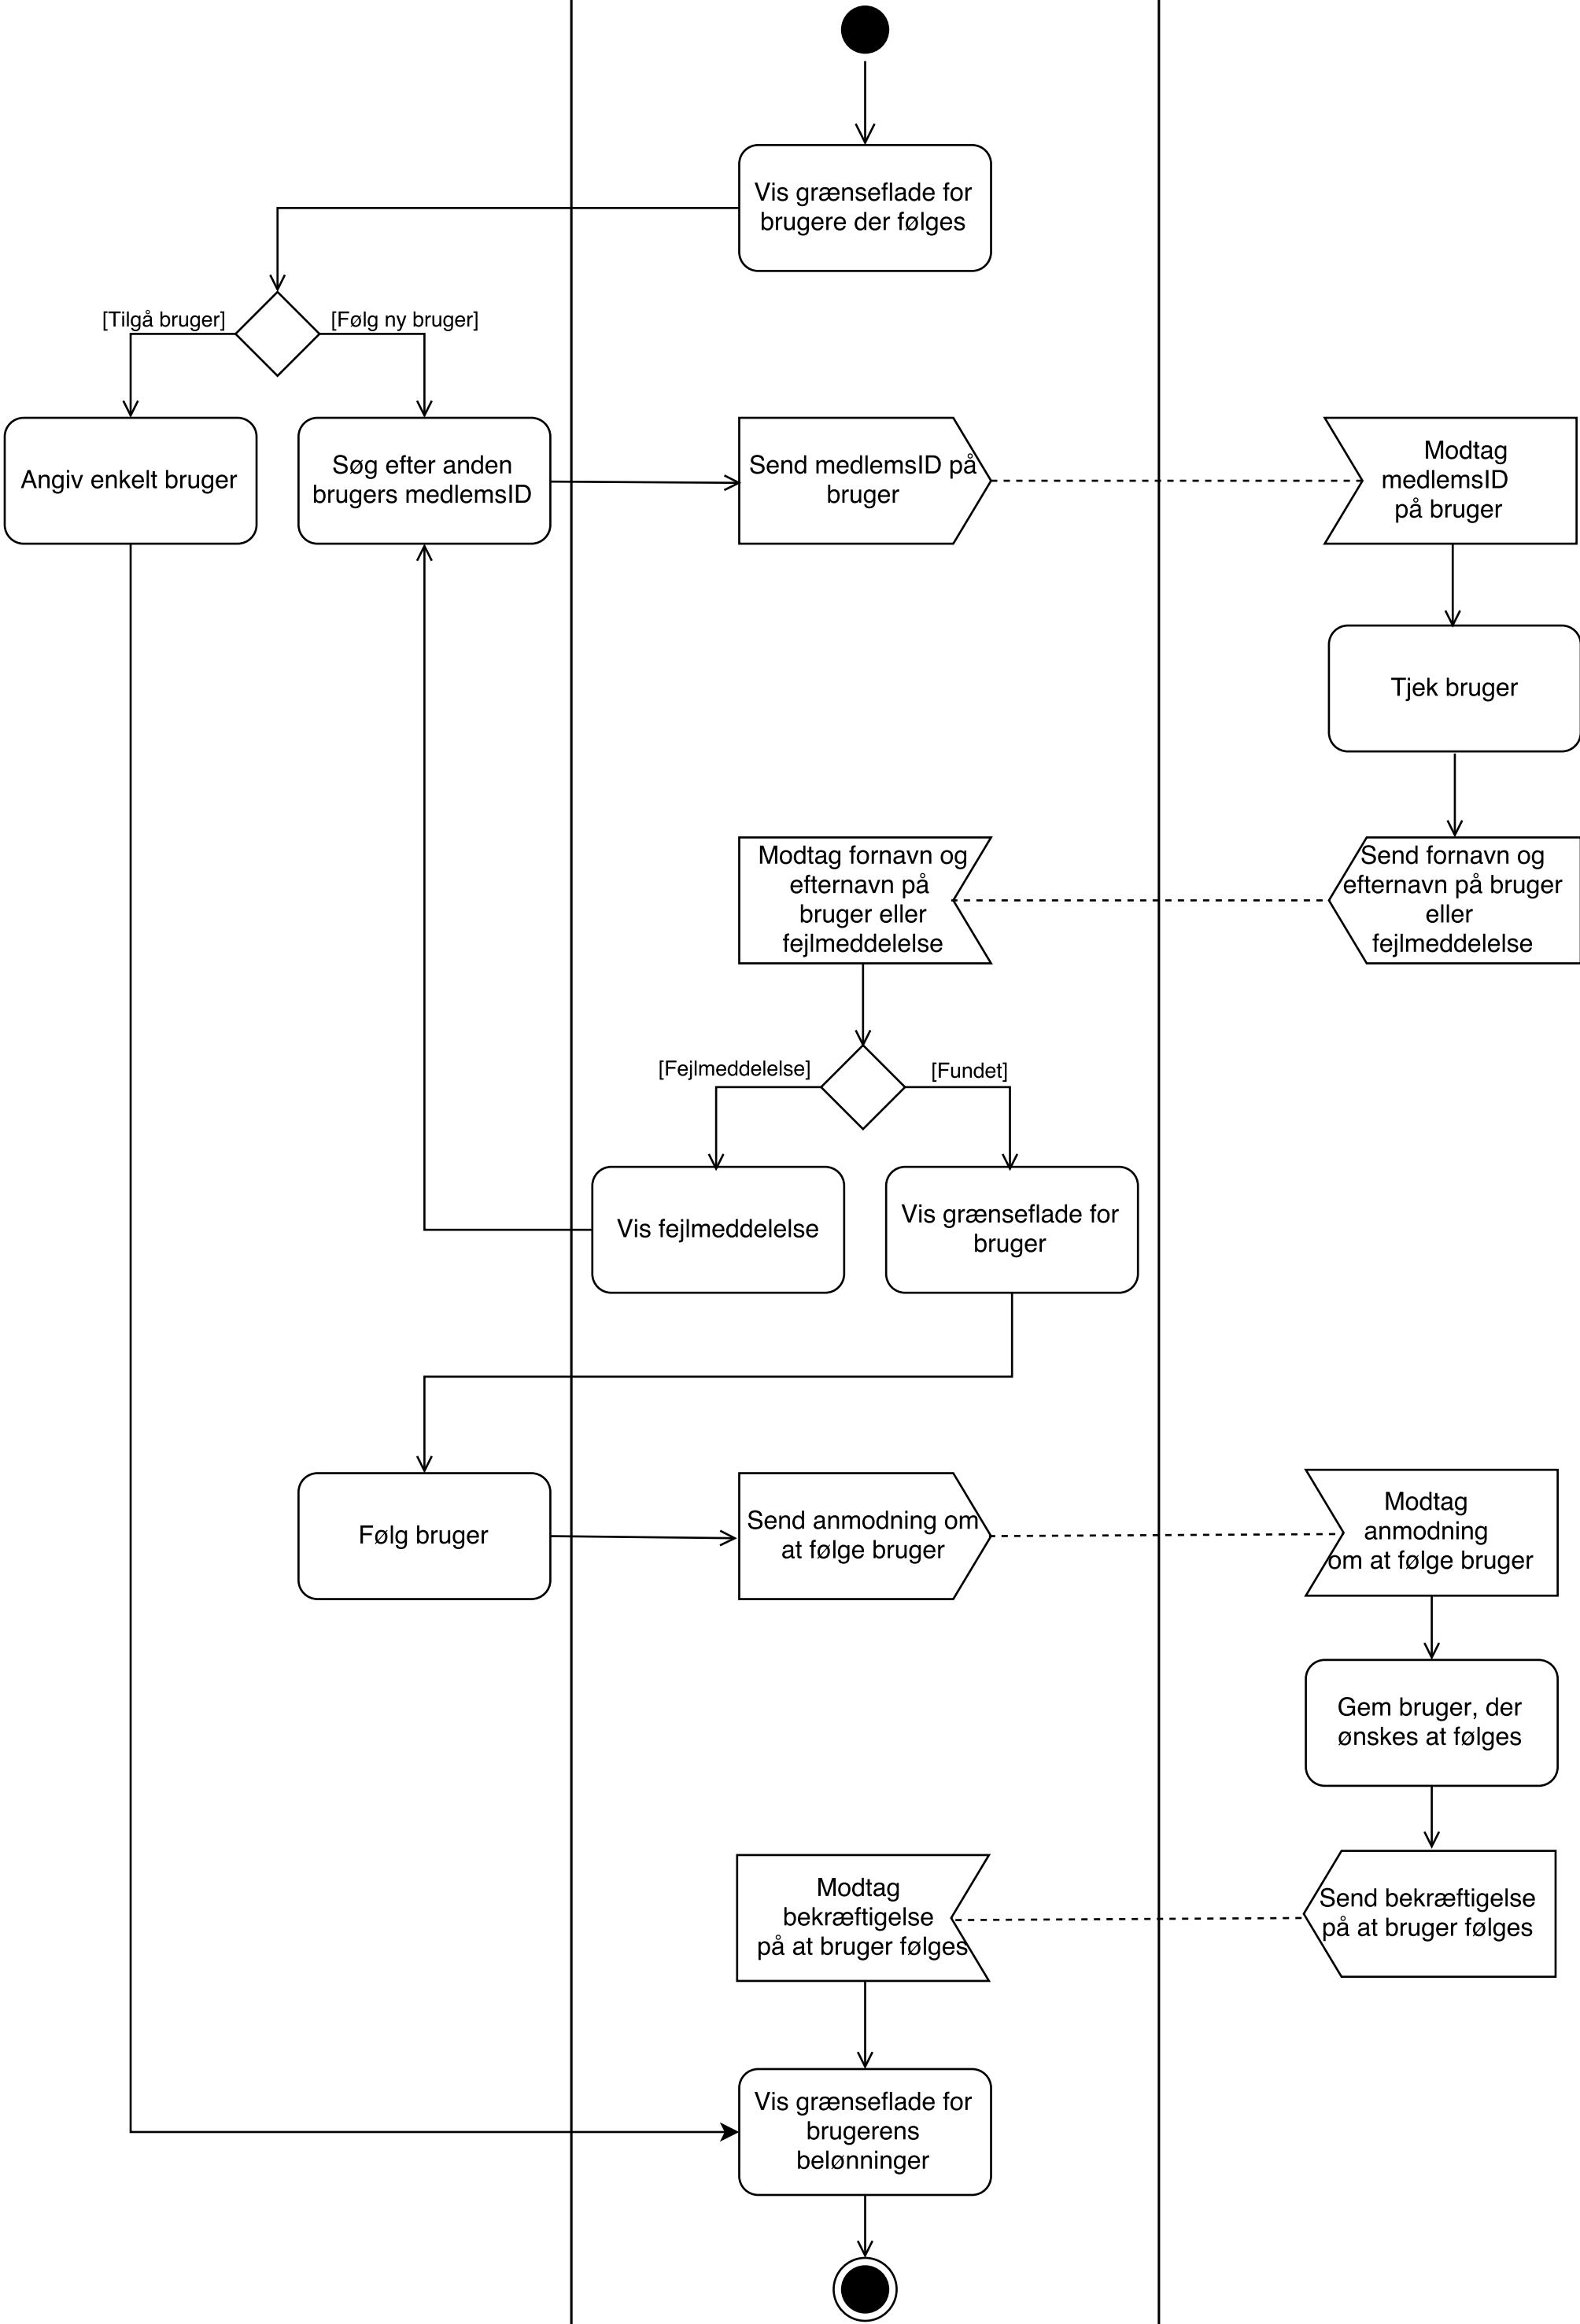 Vis grænseflade for
brugere der følges
[Tilgå bruger]
[Følg ny bruger]
Angiv enkelt bruger
Søg efter anden
brugers medlemsID
Send medlemsID på
bruger
Modtag
medlemsID
på bruger
Tjek bruger
Modtag fornavn og
efternavn på
bruger eller
fejlmeddelelse
Send fornavn og
efternavn på bruger
eller
fejlmeddelelse
[Fejlmeddelelse]
[Fundet]
Vis fejlmeddelelse
Vis grænseflade for
bruger
Følg bruger
Send anmodning om
at følge bruger
Modtag
anmodning
om at følge bruger
Gem bruger, der
ønskes at følges
Modtag
bekræftigelse
på at bruger følges
Send bekræftigelse
på at bruger følges
Vis grænseflade for
brugerens
belønninger